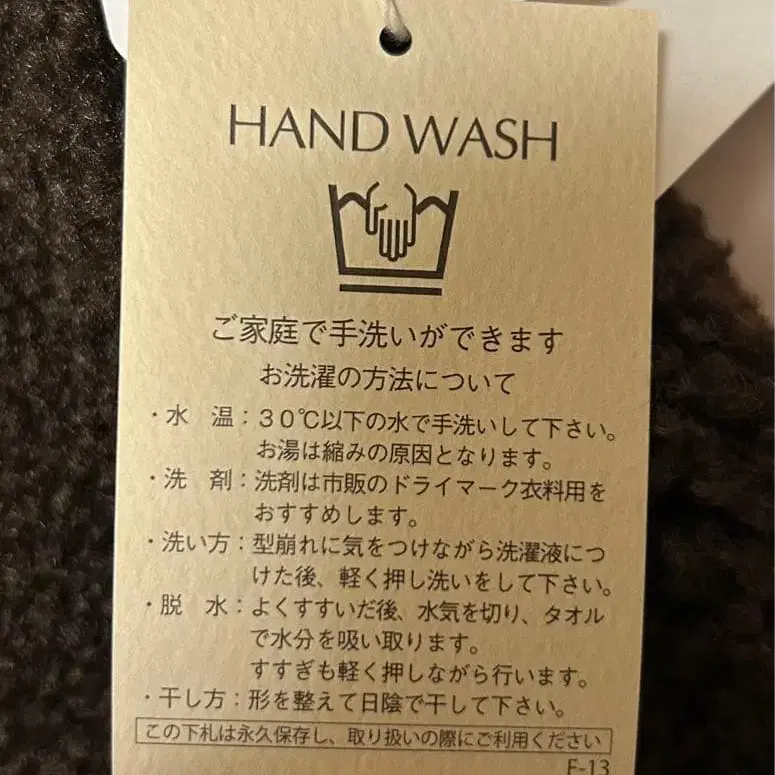 HAND WASH
ご家庭で手洗いができます
お洗濯の方法について
・水　温：３０℃以下の水で手洗いして下さい。
お湯は縮みの原因となります。
・洗　剤：洗剤は市販のドライマーク衣料用を
おすすめします。
・洗い方：型崩れに気をつけながら洗濯液につ
けた後、軽く押し洗いをして下さい。
・脱　水：よくすすいだ後、水気を切り、タオル
で水分を吸い取ります。
すすぎも軽く押しながら行います。
・干し方：形を整えて日陰で干して下さい。
この下札は永久保存し、取り扱いの際にご利用ください
F-13